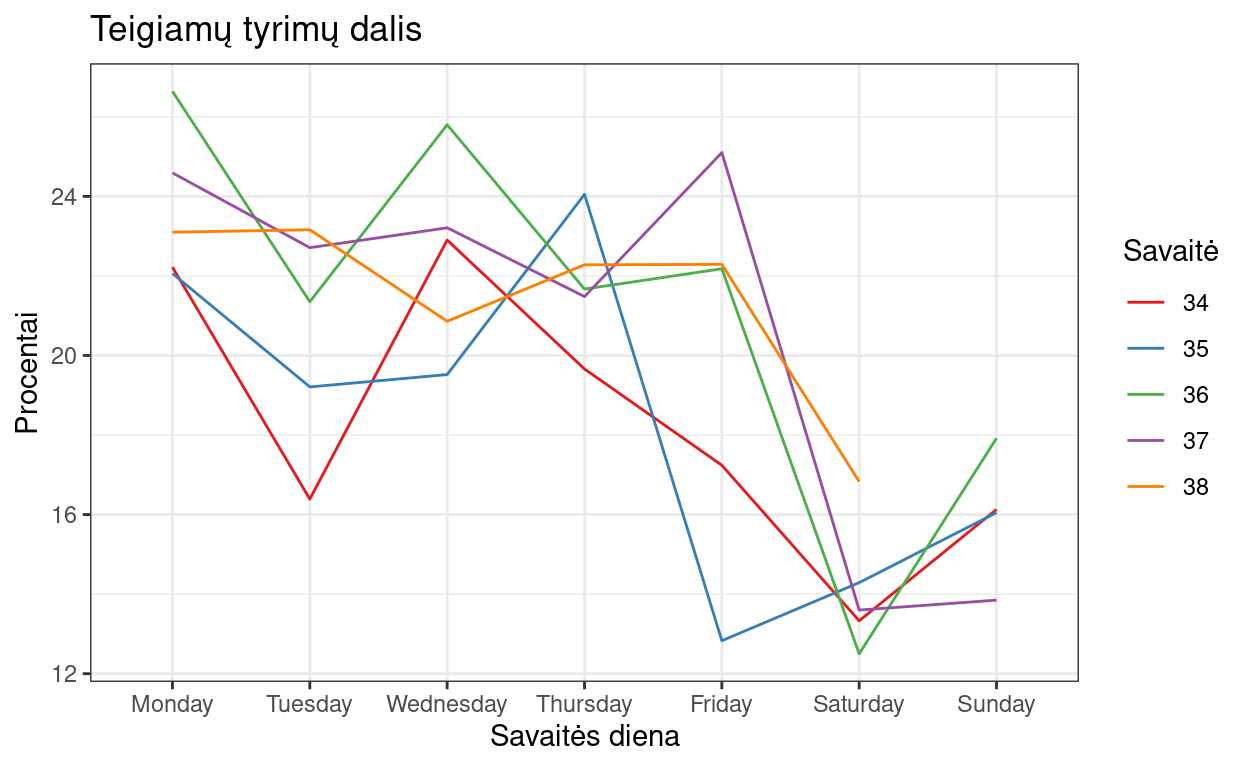 Teigiamų tyrimų dalis
Procentai
24
20
16
12
Monday Tuesday Wednesday Thursday Friday Saturday Sunday
Savaitės diena
Savaitė
34
35
36
37
38